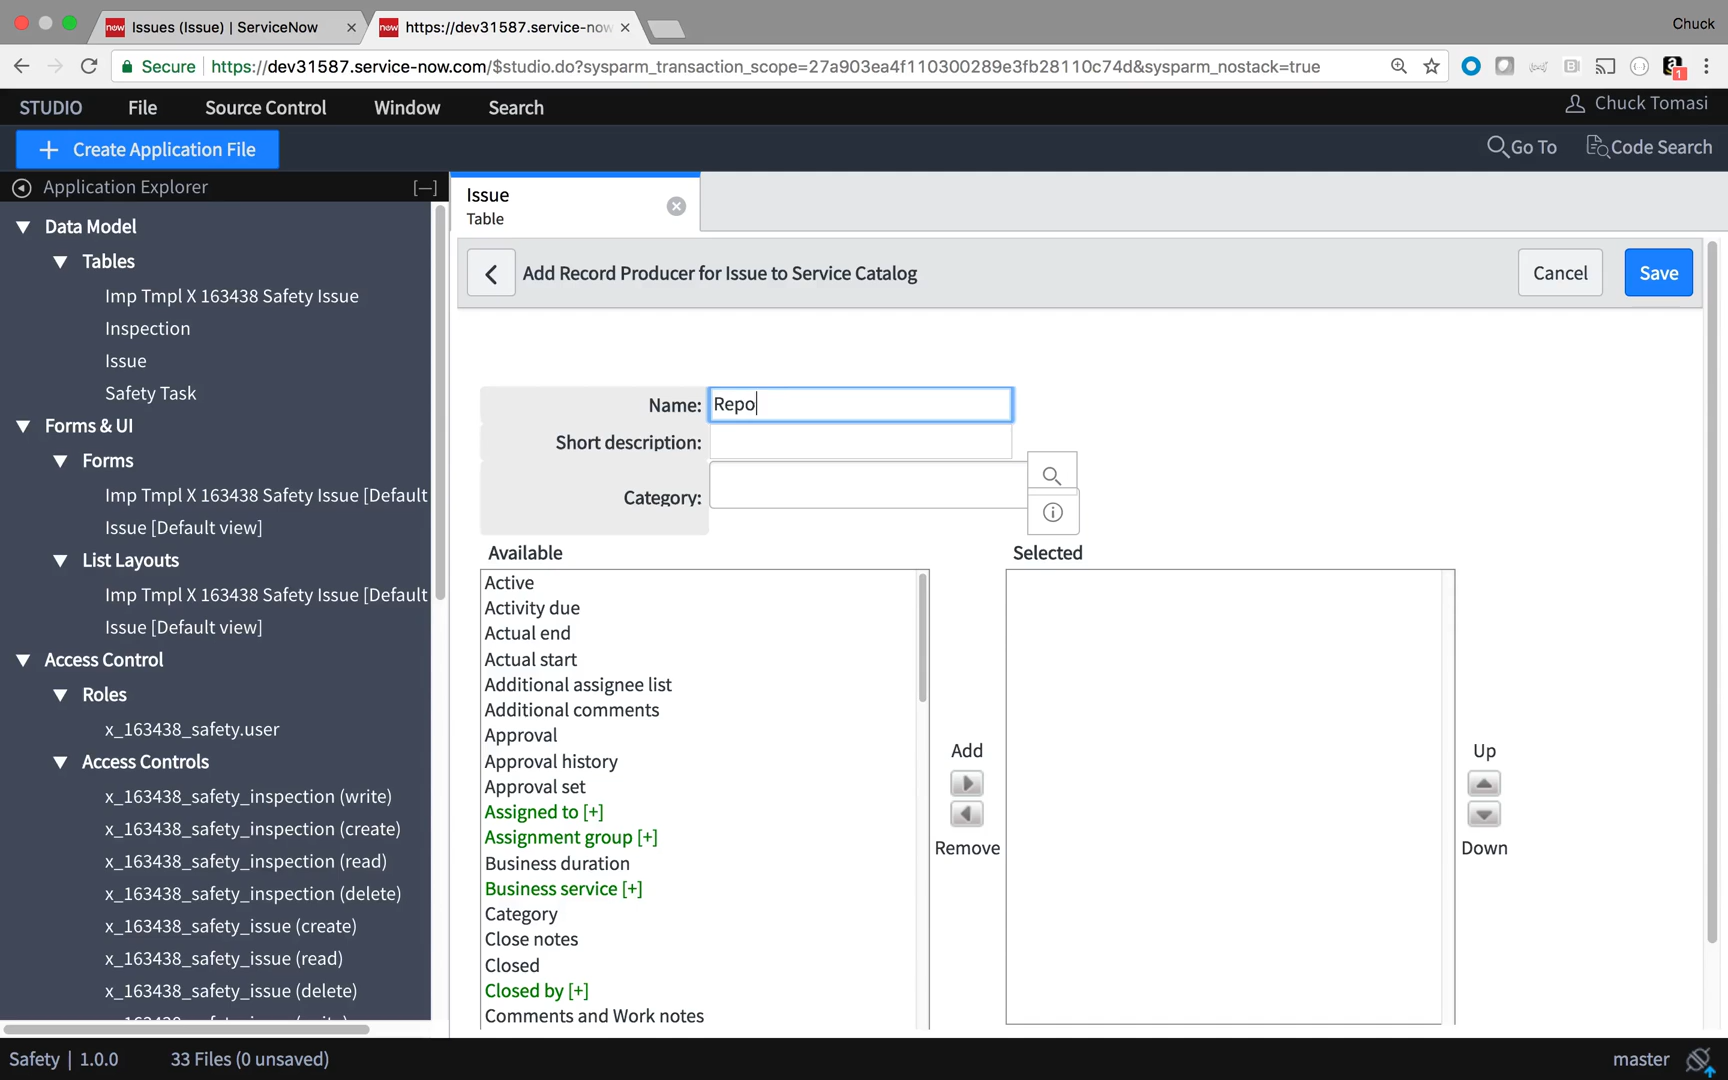 now Issues (Issue) | ServiceNow
now https://dev31587.service-now
Chuck
Secure https://dev31587.service-now.com/$studio.do?sysparm_transaction_scope=27a903ea4f110300289e3fb28110c74d&sysparm_nostack=true
1
STUDIO File Source Control Window Search Chuck Tomasi
Create Application File Go To Code Search
Application Explorer [—]
Data Model
Tables
Imp Tmpl X 163438 Safety Issue
Inspection
Issue
Safety Task
Forms & UI
Forms
Imp Tmpl X 163438 Safety Issue [Default
Issue [Default view]
List Layouts
Imp Tmpl X 163438 Safety Issue [Default
Issue [Default view]
Access Control
Roles
x_163438_safety.user
Access Controls
x_163438_safety_inspection (write)
x_163438_safety_inspection (create)
x_163438_safety_inspection (read)
x_163438_safety_inspection (delete)
x_163438_safety_issue (create)
x_163438_safety_issue (read)
x_163438_safety_issue (delete)
Issue
Table
Add Record Producer for Issue to Service Catalog
Cancel
Save
Name: Repo
Short description:
Category:
Available
Active
Activity due
Actual end
Actual start
Additional assignee list
Additional comments
Approval
Approval history
Approval set
Assigned to [+]
Assignment group [+]
Business duration
Business service [+]
Category
Close notes
Closed
Closed by [+]
Comments and Work notes
Add
Remove
Selected
Up
Down
Safety | 1.0.0 33 Files (0 unsaved) master